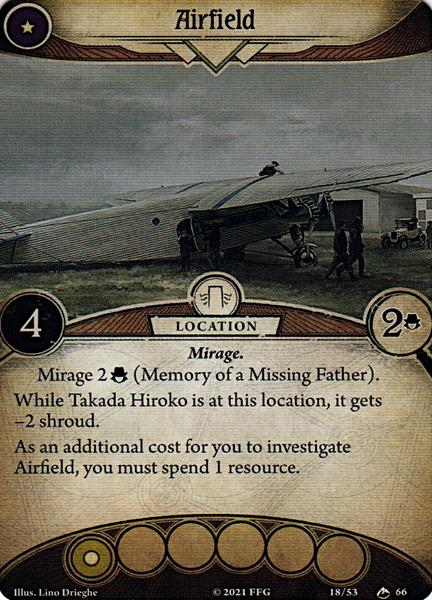 Airfield
4
LOCATION
2
Mirage.
Mirage 2 (Memory of a Missing Father).
While Takada Hiroko is at this location, it gets
–2 shroud.
As an additional cost for you to investigate
Airfield, you must spend 1 resource.
Illus. Lino Drieghe
© 2021 FFG
18/53
66